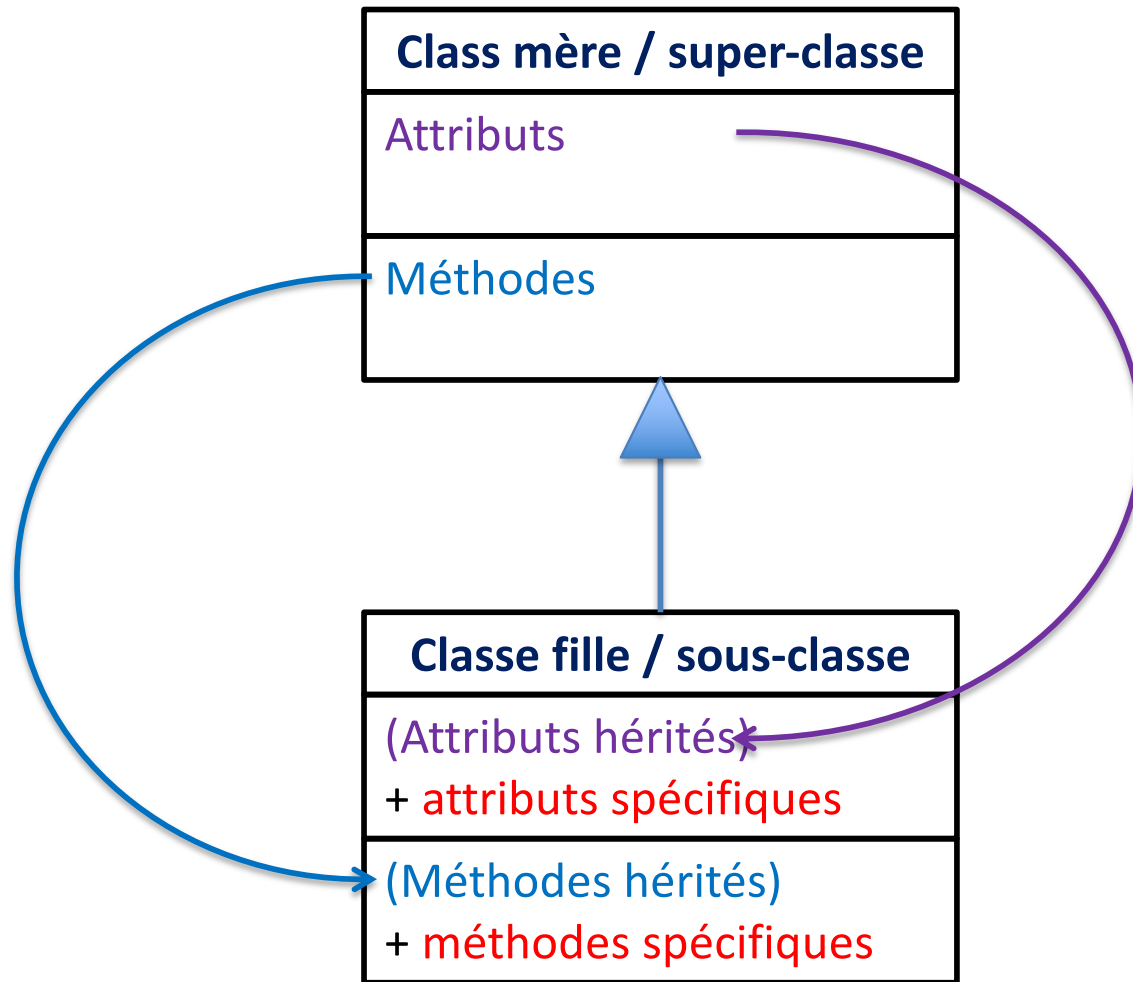 Class mère / super-classe
Attributs
Méthodes
Classe fille / sous-classe
(Attributs hérités)
+ attributs spécifiques
(Méthodes hérités)
+ méthodes spécifiques